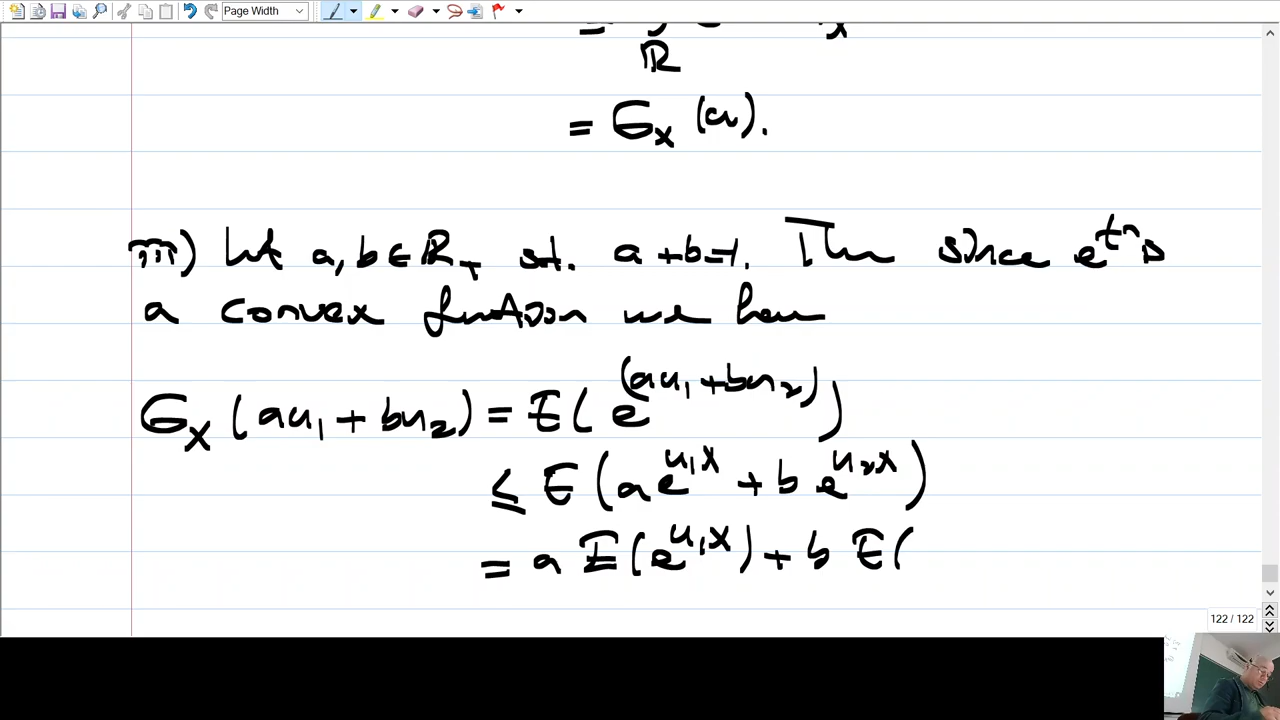 Page Width
ℝ
= G_X (u).
iii) Let a, b ∈ ℝ₊ s.t. a + b = 1. Then since e^t is
a convex function we have
G_X (au₁ + bu₂) = E( e^(au₁ + bu₂) )
≤ E (a e^{u₁X} + b e^{u₂X})
= a E(e^{u₁X}) + b E(
122 / 122